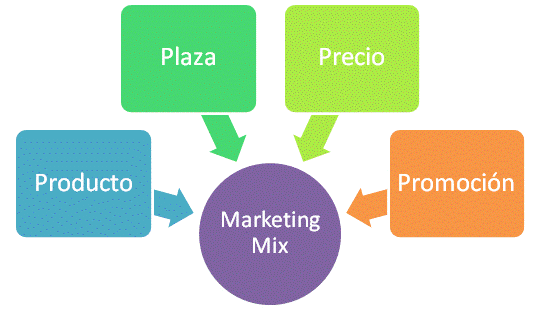 Plaza
Precio
Producto
Promoción
Marketing
Mix